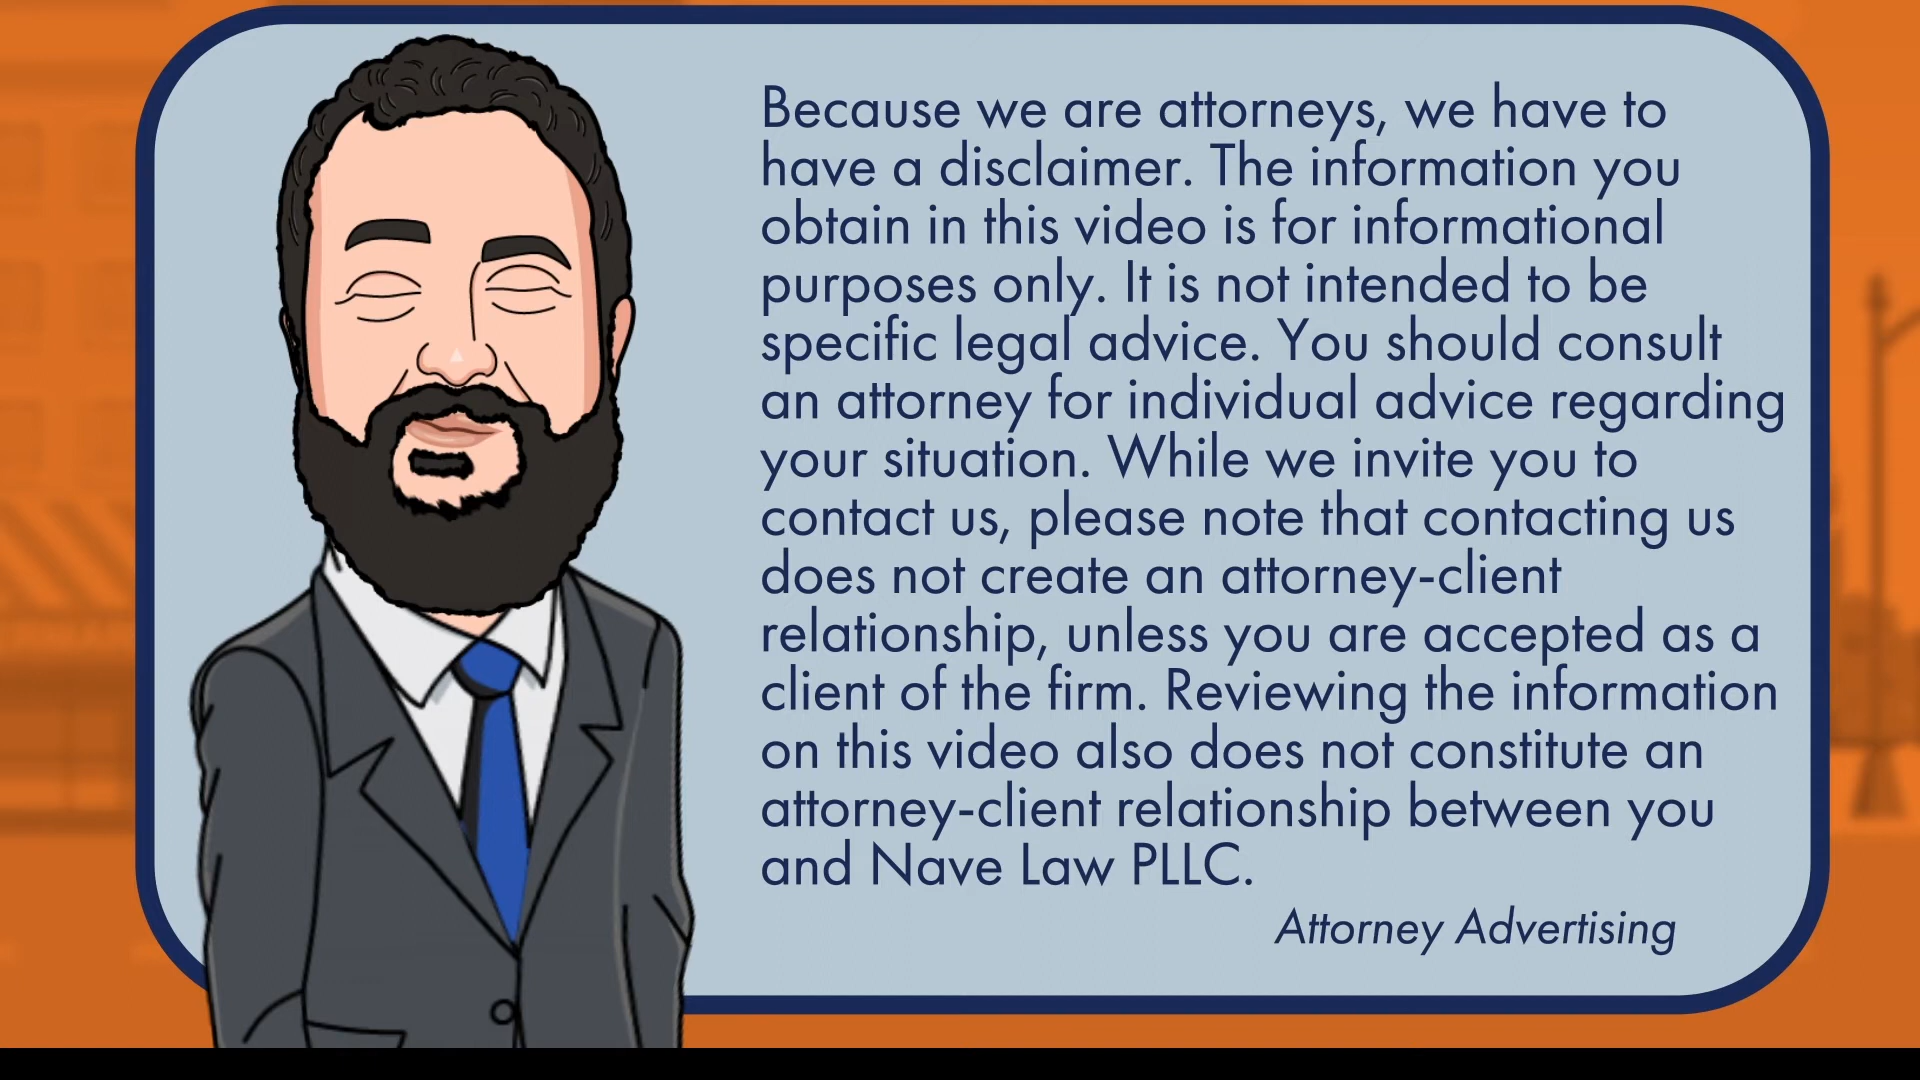 Because we are attorneys, we have to
have a disclaimer. The information you
obtain in this video is for informational
purposes only. It is not intended to be
specific legal advice. You should consult
an attorney for individual advice regarding
your situation. While we invite you to
contact us, please note that contacting us
does not create an attorney-client
relationship, unless you are accepted as a
client of the firm. Reviewing the information
on this video also does not constitute an
attorney-client relationship between you
and Nave Law PLLC.
Attorney Advertising